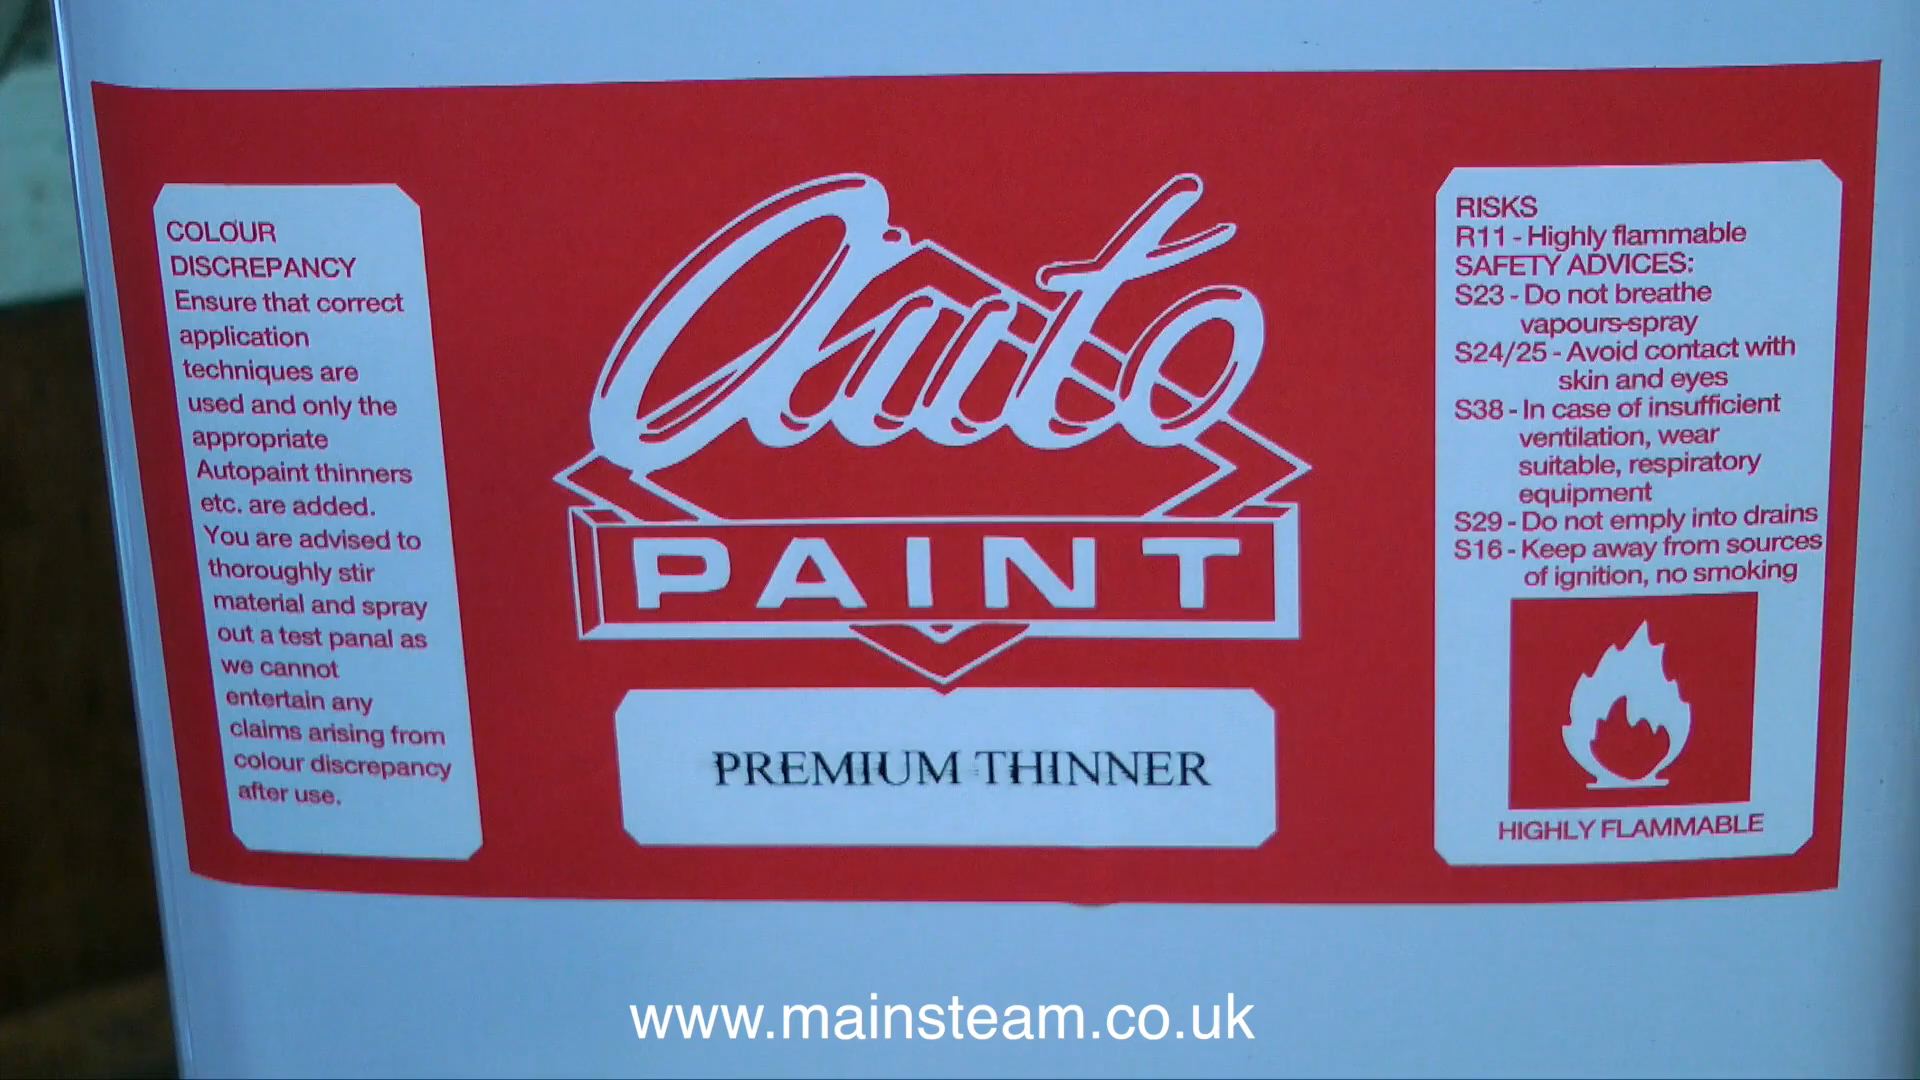 COLOUR
DISCREPANCY
Ensure that correct
application
techniques are
used and only the
appropriate
Autopaint thinners
etc. are added.
You are advised to
thoroughly stir
material and spray
out a test panal as
we cannot
entertain any
claims arising from
colour discrepancy
after use.
auto
PAINT
PREMIUM THINNER
RISKS
R11 - Highly flammable
SAFETY ADVICES:
S23 - Do not breathe
vapours-spray
S24/25 - Avoid contact with
skin and eyes
S38 - In case of insufficient
ventilation, wear
suitable, respiratory
equipment
S29 - Do not emply into drains
S16 - Keep away from sources
of ignition, no smoking
HIGHLY FLAMMABLE
www.mainsteam.co.uk